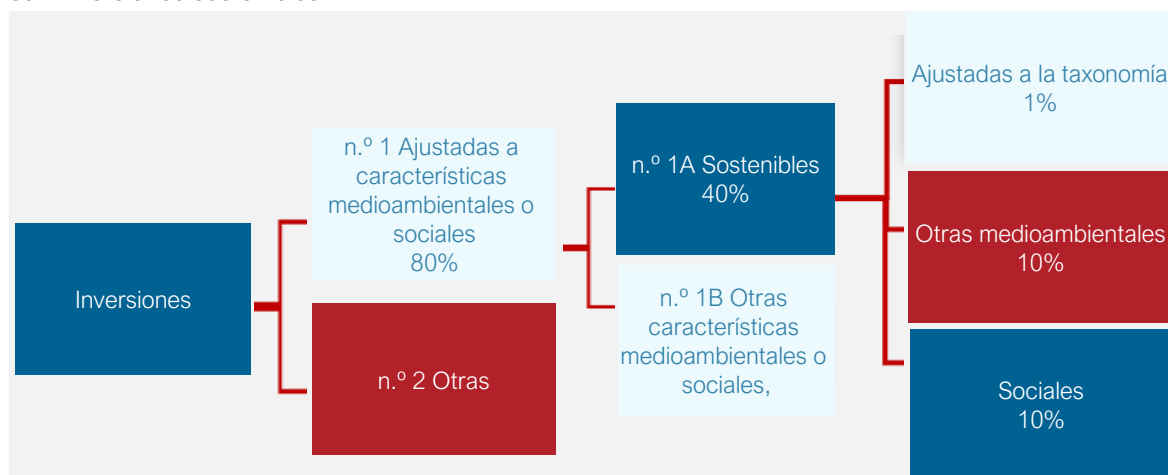 Inversiones
n.º 1 Ajustadas a
características
medioambientales o
sociales
80%
n.º 2 Otras
n.º 1A Sostenibles
40%
n.º 1B Otras
características
medioambientales o
sociales,
Ajustadas a la taxonomía
1%
Otras medioambientales
10%
Sociales
10%